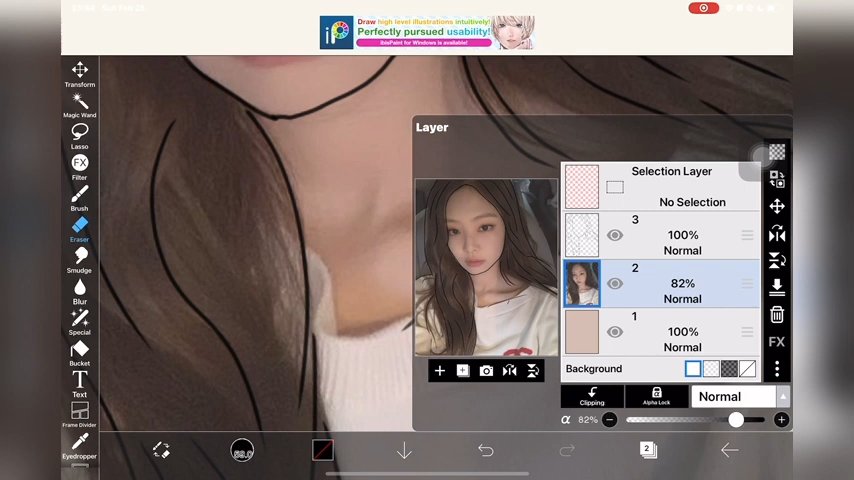 Draw high level illustrations intuitively!
Perfectly pursued usability!
ibisPaint for Windows is available!
Transform
Magic Wand
Lasso
FX
Filter
Brush
Eraser
Smudge
Blur
Special
Bucket
T
Text
Frame Divider
Eyedropper
Layer
Selection Layer
No Selection
3
100%
Normal
2
82%
Normal
1
100%
Normal
Background
FX
Clipping
Alpha Lock
Normal
α 82%
59.0
2